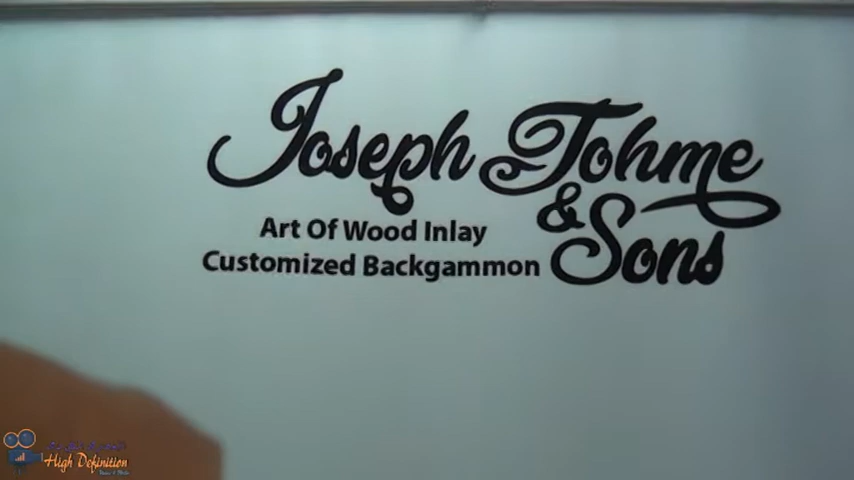 Joseph Tohme
& Sons
Art Of Wood Inlay
Customized Backgammon
High Definition